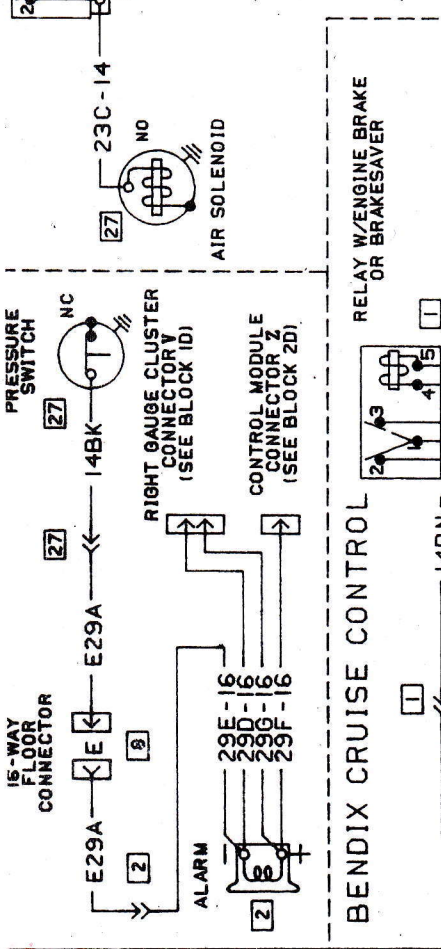 15-WAY
FLOOR
CONNECTOR
PRESSURE
SWITCH
NC
E29A
E
E29A
14BK
27
27
2
8
RIGHT GAUGE CLUSTER
CONNECTOR V
(SEE BLOCK 1D)
CONTROL MODULE
CONNECTOR Z
(SEE BLOCK 2D)
ALARM
2
-
+
29E-16
29D-16
29G-16
29F-16
23C-14
27
NO
AIR SOLENOID
BENDIX CRUISE CONTROL
RELAY W/ENGINE BRAKE
OR BRAKESAVER
2
3
1
4
5
1
1